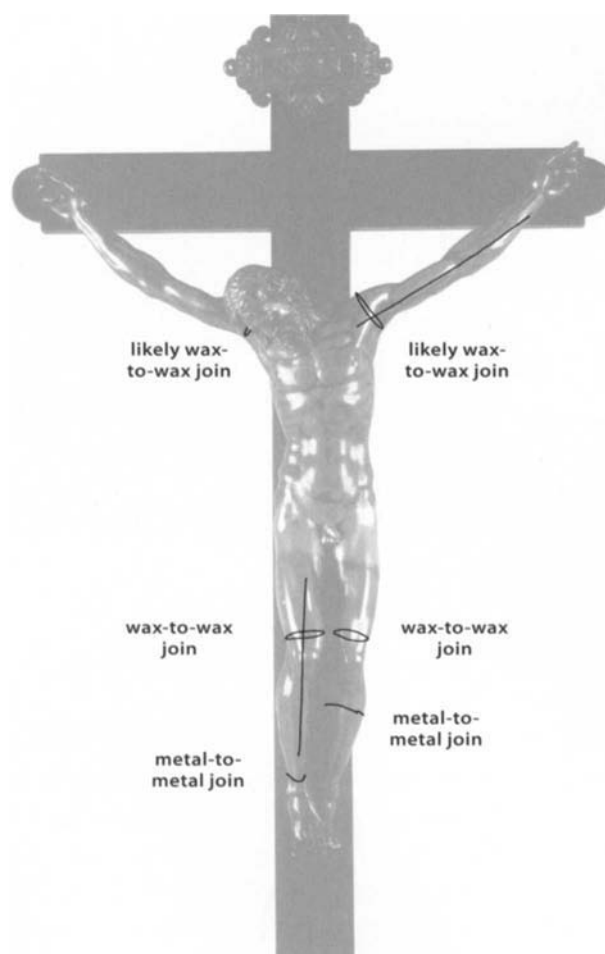 likely wax-
to-wax join
likely wax-
to-wax join
wax-to-wax
join
wax-to-wax
join
metal-to-
metal join
metal-to-
metal join